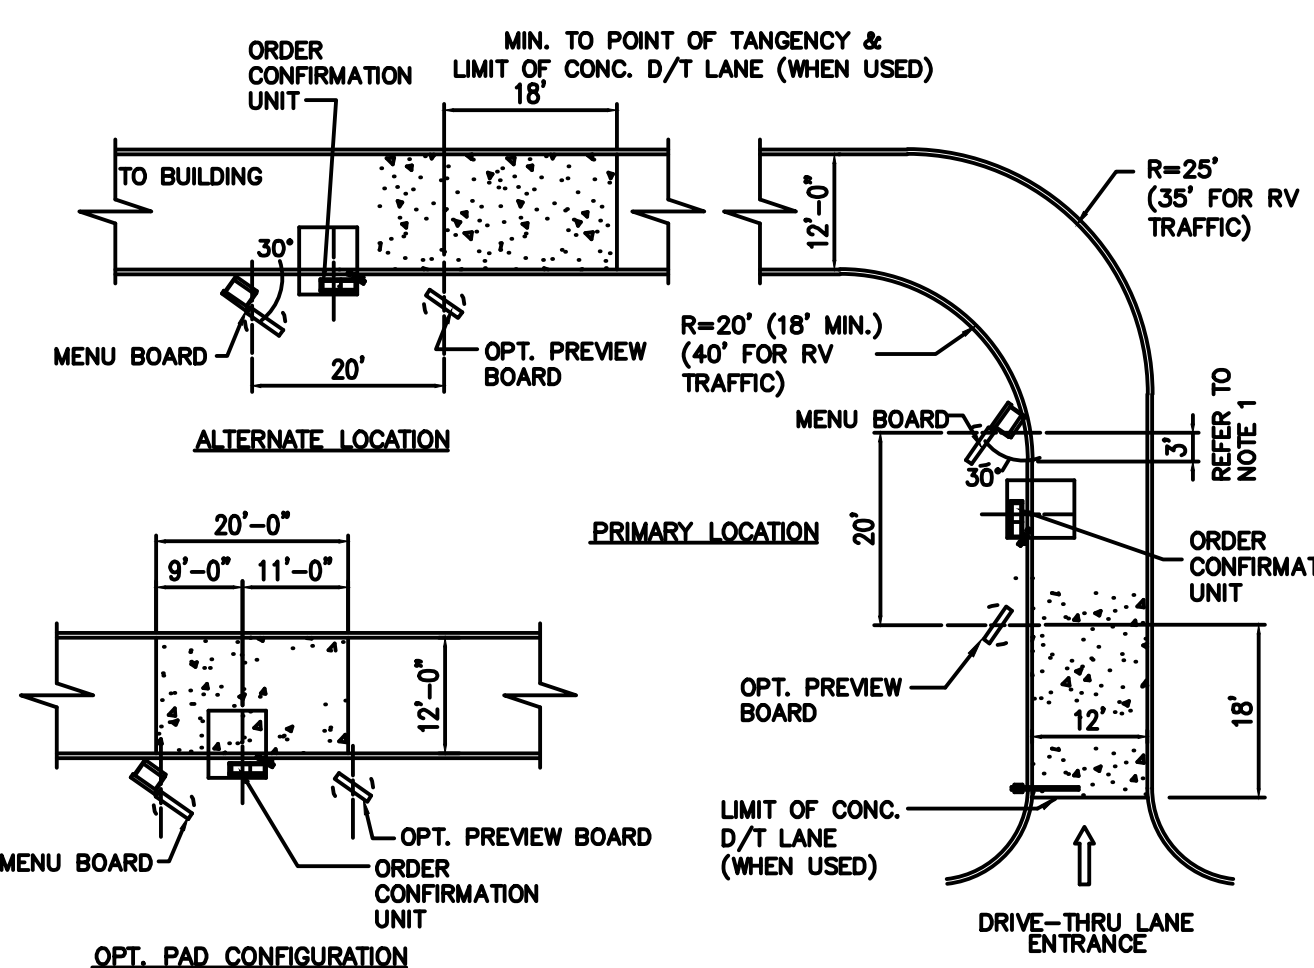 ORDER
CONFIRMATION
UNIT
MIN. TO POINT OF TANGENCY &
LIMIT OF CONC. D/T LANE (WHEN USED)
18'
TO BUILDING
30°
MENU BOARD
20'
OPT. PREVIEW
BOARD
ALTERNATE LOCATION
12'-0"
R=25'
(35' FOR RV
TRAFFIC)
R=20' (18' MIN.)
(40' FOR RV
TRAFFIC)
MENU BOARD
30°
3'
REFER TO
NOTE 1
20'
PRIMARY LOCATION
ORDER
CONFIRMAT
UNIT
OPT. PREVIEW
BOARD
12'
18'
LIMIT OF CONC.
D/T LANE
(WHEN USED)
DRIVE-THRU LANE
ENTRANCE
20'-0"
9'-0" 11'-0"
12'-0"
MENU BOARD
OPT. PREVIEW BOARD
ORDER
CONFIRMATION
UNIT
OPT. PAD CONFIGURATION